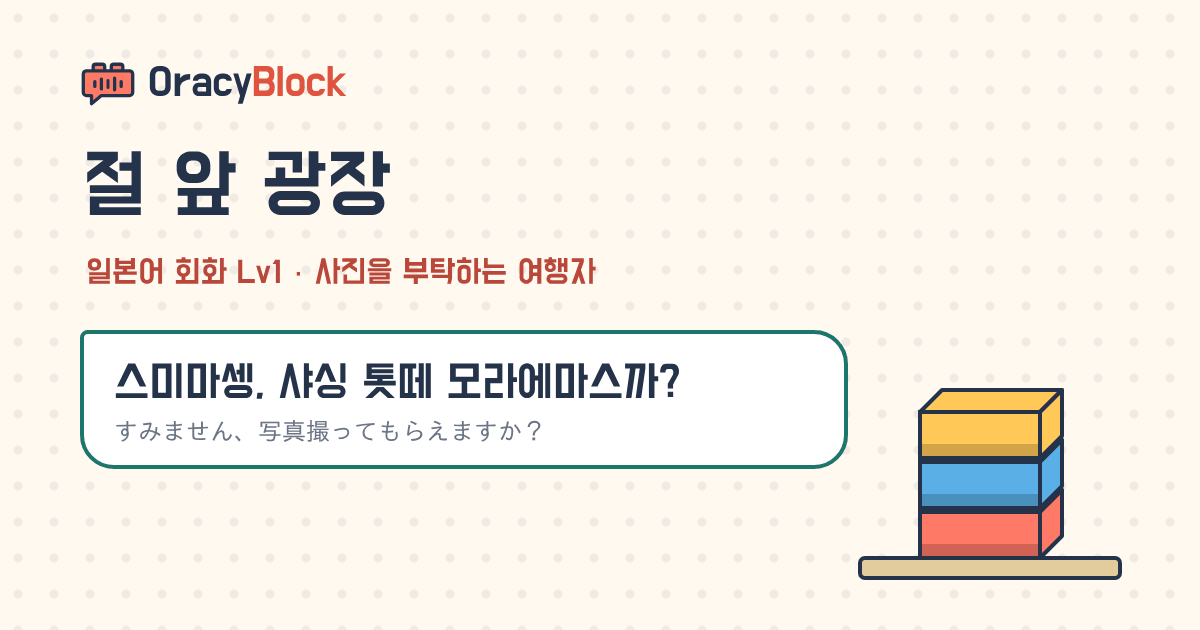 OracyBlock
절 앞 광장
일본어 회화 Lv1 · 사진을 부탁하는 여행자
스미마셍, 샤싱 톳떼 모라에마스까?
すみません、写真撮ってもらえますか？